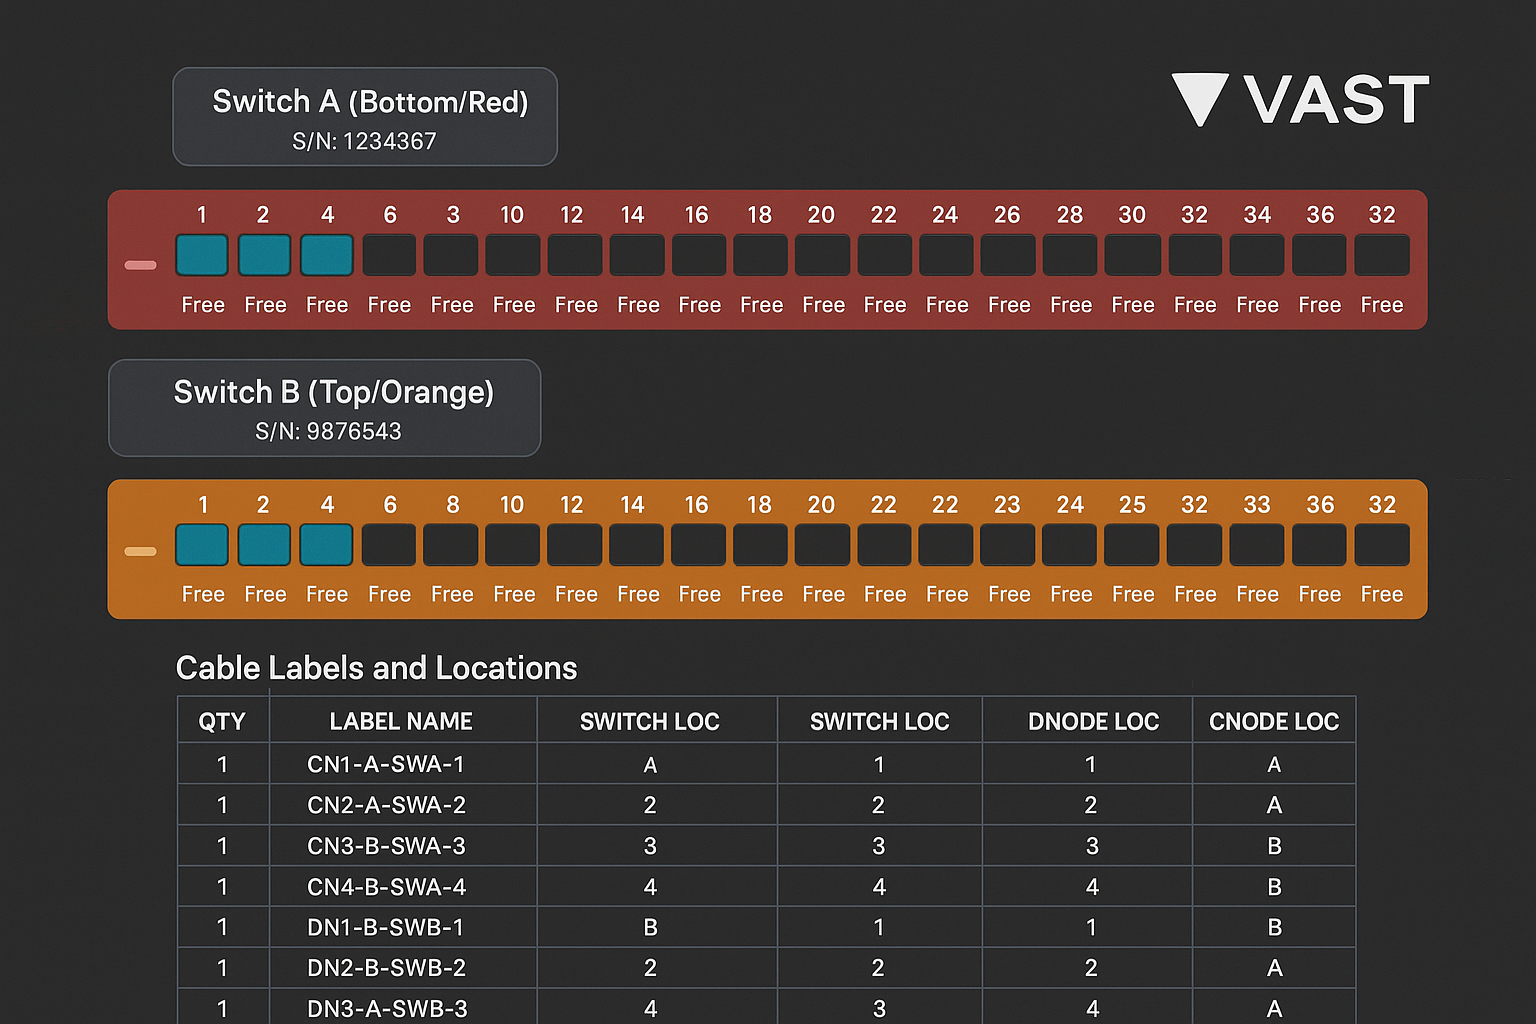 VAST
Switch A (Bottom/Red)
S/N: 1234367
1 2 4 6 3 10 12 14 16 18 20 22 24 26 28 30 32 34 36 32
Free Free Free Free Free Free Free Free Free Free Free Free Free Free Free Free Free Free Free Free
Switch B (Top/Orange)
S/N: 9876543
1 2 4 6 8 10 12 14 16 18 20 22 22 23 24 25 32 33 36 32
Free Free Free Free Free Free Free Free Free Free Free Free Free Free Free Free Free Free Free Free
Cable Labels and Locations
QTY LABEL NAME SWITCH LOC SWITCH LOC DNODE LOC CNODE LOC
1 CN1-A-SWA-1 A 1 1 A
1 CN2-A-SWA-2 2 2 2 A
1 CN3-B-SWA-3 3 3 3 B
1 CN4-B-SWA-4 4 4 4 B
1 DN1-B-SWB-1 B 1 1 B
1 DN2-B-SWB-2 2 2 2 A
1 DN3-A-SWB-3 4 3 4 A